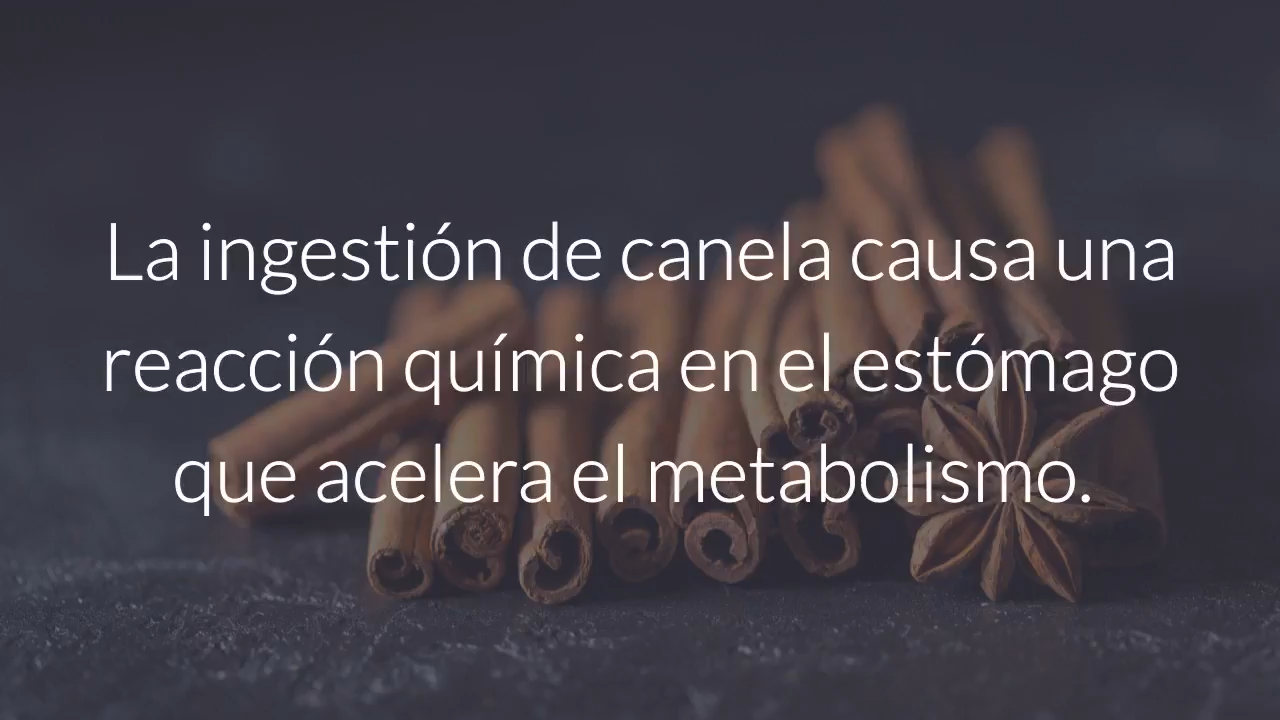 La ingestión de canela causa una
reacción química en el estómago
que acelera el metabolismo.